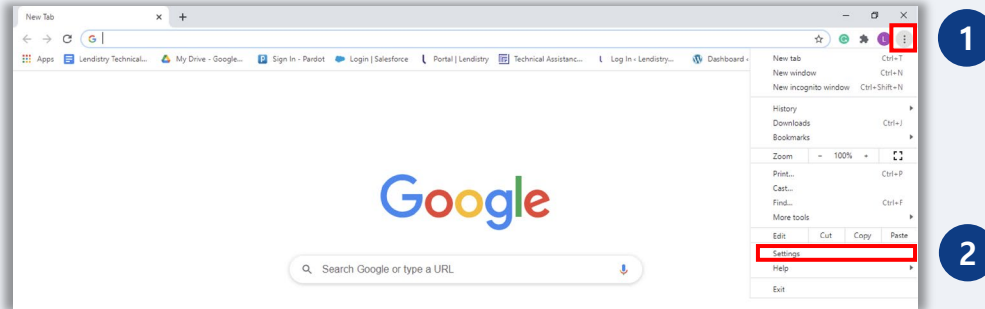 New Tab
G
L
1
Apps Lendistry Technical... My Drive - Google... Sign In - Pardot Login | Salesforce Portal | Lendistry Technical Assistanc... Log In ‹ Lendistry... Dashboard ‹
New tab Ctrl+T
New window Ctrl+N
New incognito window Ctrl+Shift+N
History
Downloads Ctrl+J
Bookmarks
Zoom - 100% +
Print... Ctrl+P
Cast...
Find... Ctrl+F
More tools
Edit Cut Copy Paste
Settings
2
Help
Exit
Google
Search Google or type a URL